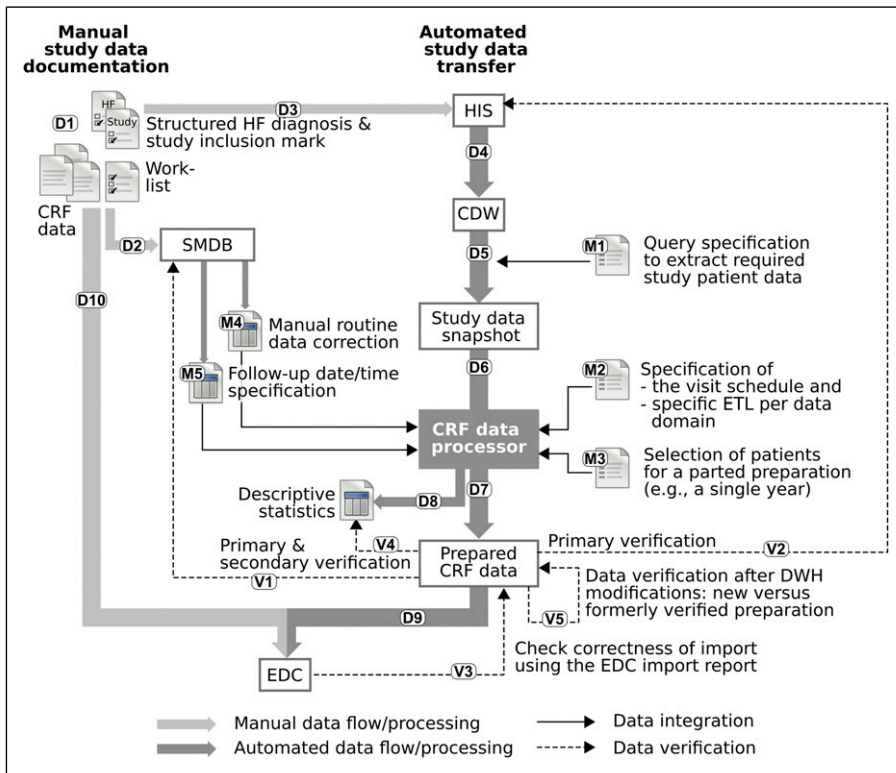 Manual
study data
documentation
Automated
study data
transfer
HF
Study
D1
D3
HIS
Structured HF diagnosis &
study inclusion mark
D4
Work-
list
CRF
data
CDW
D2
SMDB
D5
M1
Query specification
to extract required
study patient data
D10
M4
Manual routine
data correction
Study data
snapshot
M5
Follow-up date/time
specification
D6
M2
Specification of
- the visit schedule and
- specific ETL per data
domain
CRF data
processor
M3
Selection of patients
for a parted preparation
(e.g., a single year)
D7
D8
Descriptive
statistics
V4
Primary &
secondary verification
V1
Prepared
CRF data
Primary verification
V2
Data verification after DWH
modifications: new versus
formerly verified preparation
V5
D9
Check correctness of import
using the EDC import report
EDC
V3
Manual data flow/processing
Data integration
Automated data flow/processing
Data verification